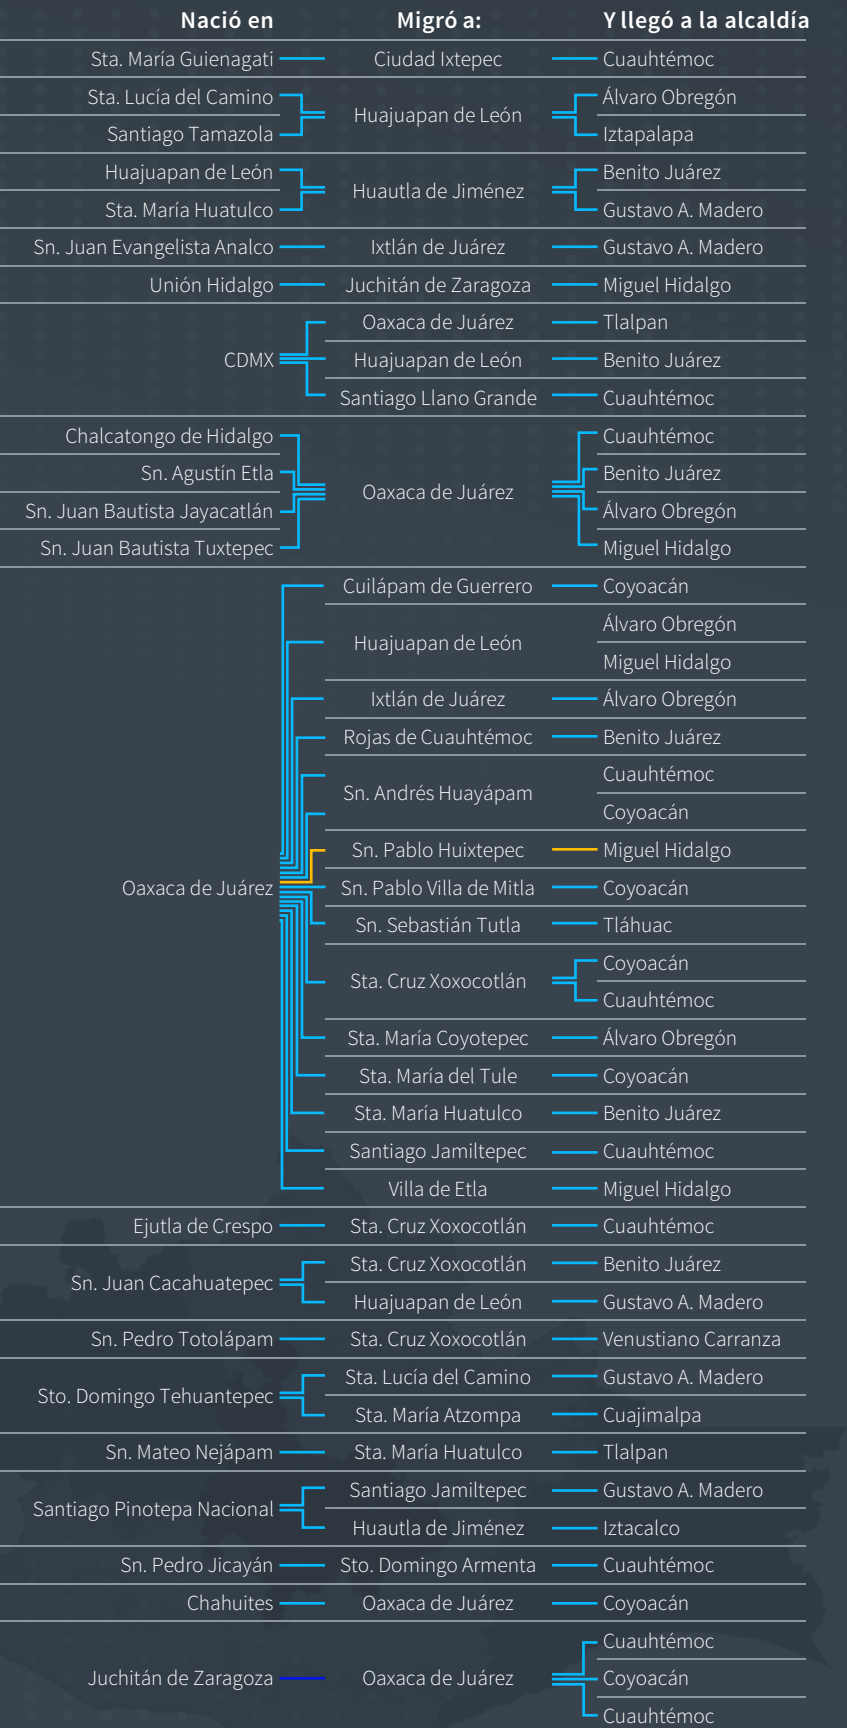 Nació en Migró a: Y llegó a la alcaldía
Sta. María Guienagati Ciudad Ixtepec Cuauhtémoc
Sta. Lucía del Camino Álvaro Obregón
Huajuapan de León
Santiago Tamazola Iztapalapa
Huajuapan de León Benito Juárez
Huautla de Jiménez
Sta. María Huatulco Gustavo A. Madero
Sn. Juan Evangelista Analco Ixtlán de Juárez Gustavo A. Madero
Unión Hidalgo Juchitán de Zaragoza Miguel Hidalgo
Oaxaca de Juárez Tlalpan
CDMX Huajuapan de León Benito Juárez
Santiago Llano Grande Cuauhtémoc
Chalcatongo de Hidalgo Cuauhtémoc
Sn. Agustín Etla Benito Juárez
Oaxaca de Juárez
Sn. Juan Bautista Jayacatlán Álvaro Obregón
Sn. Juan Bautista Tuxtepec Miguel Hidalgo
Cuilápam de Guerrero Coyoacán
Álvaro Obregón
Huajuapan de León
Miguel Hidalgo
Ixtlán de Juárez Álvaro Obregón
Rojas de Cuauhtémoc Benito Juárez
Cuauhtémoc
Sn. Andrés Huayápam
Coyoacán
Sn. Pablo Huixtepec Miguel Hidalgo
Oaxaca de Juárez Sn. Pablo Villa de Mitla Coyoacán
Sn. Sebastián Tutla Tláhuac
Coyoacán
Sta. Cruz Xoxocotlán
Cuauhtémoc
Sta. María Coyotepec Álvaro Obregón
Sta. María del Tule Coyoacán
Sta. María Huatulco Benito Juárez
Santiago Jamiltepec Cuauhtémoc
Villa de Etla Miguel Hidalgo
Ejutla de Crespo Sta. Cruz Xoxocotlán Cuauhtémoc
Sta. Cruz Xoxocotlán Benito Juárez
Sn. Juan Cacahuatepec
Huajuapan de León Gustavo A. Madero
Sn. Pedro Totolápam Sta. Cruz Xoxocotlán Venustiano Carranza
Sta. Lucía del Camino Gustavo A. Madero
Sto. Domingo Tehuantepec
Sta. María Atzompa Cuajimalpa
Sn. Mateo Nejápam Sta. María Huatulco Tlalpan
Santiago Jamiltepec Gustavo A. Madero
Santiago Pinotepa Nacional
Huautla de Jiménez Iztacalco
Sn. Pedro Jicayán Sto. Domingo Armenta Cuauhtémoc
Chahuites Oaxaca de Juárez Coyoacán
Cuauhtémoc
Juchitán de Zaragoza Oaxaca de Juárez Coyoacán
Cuauhtémoc